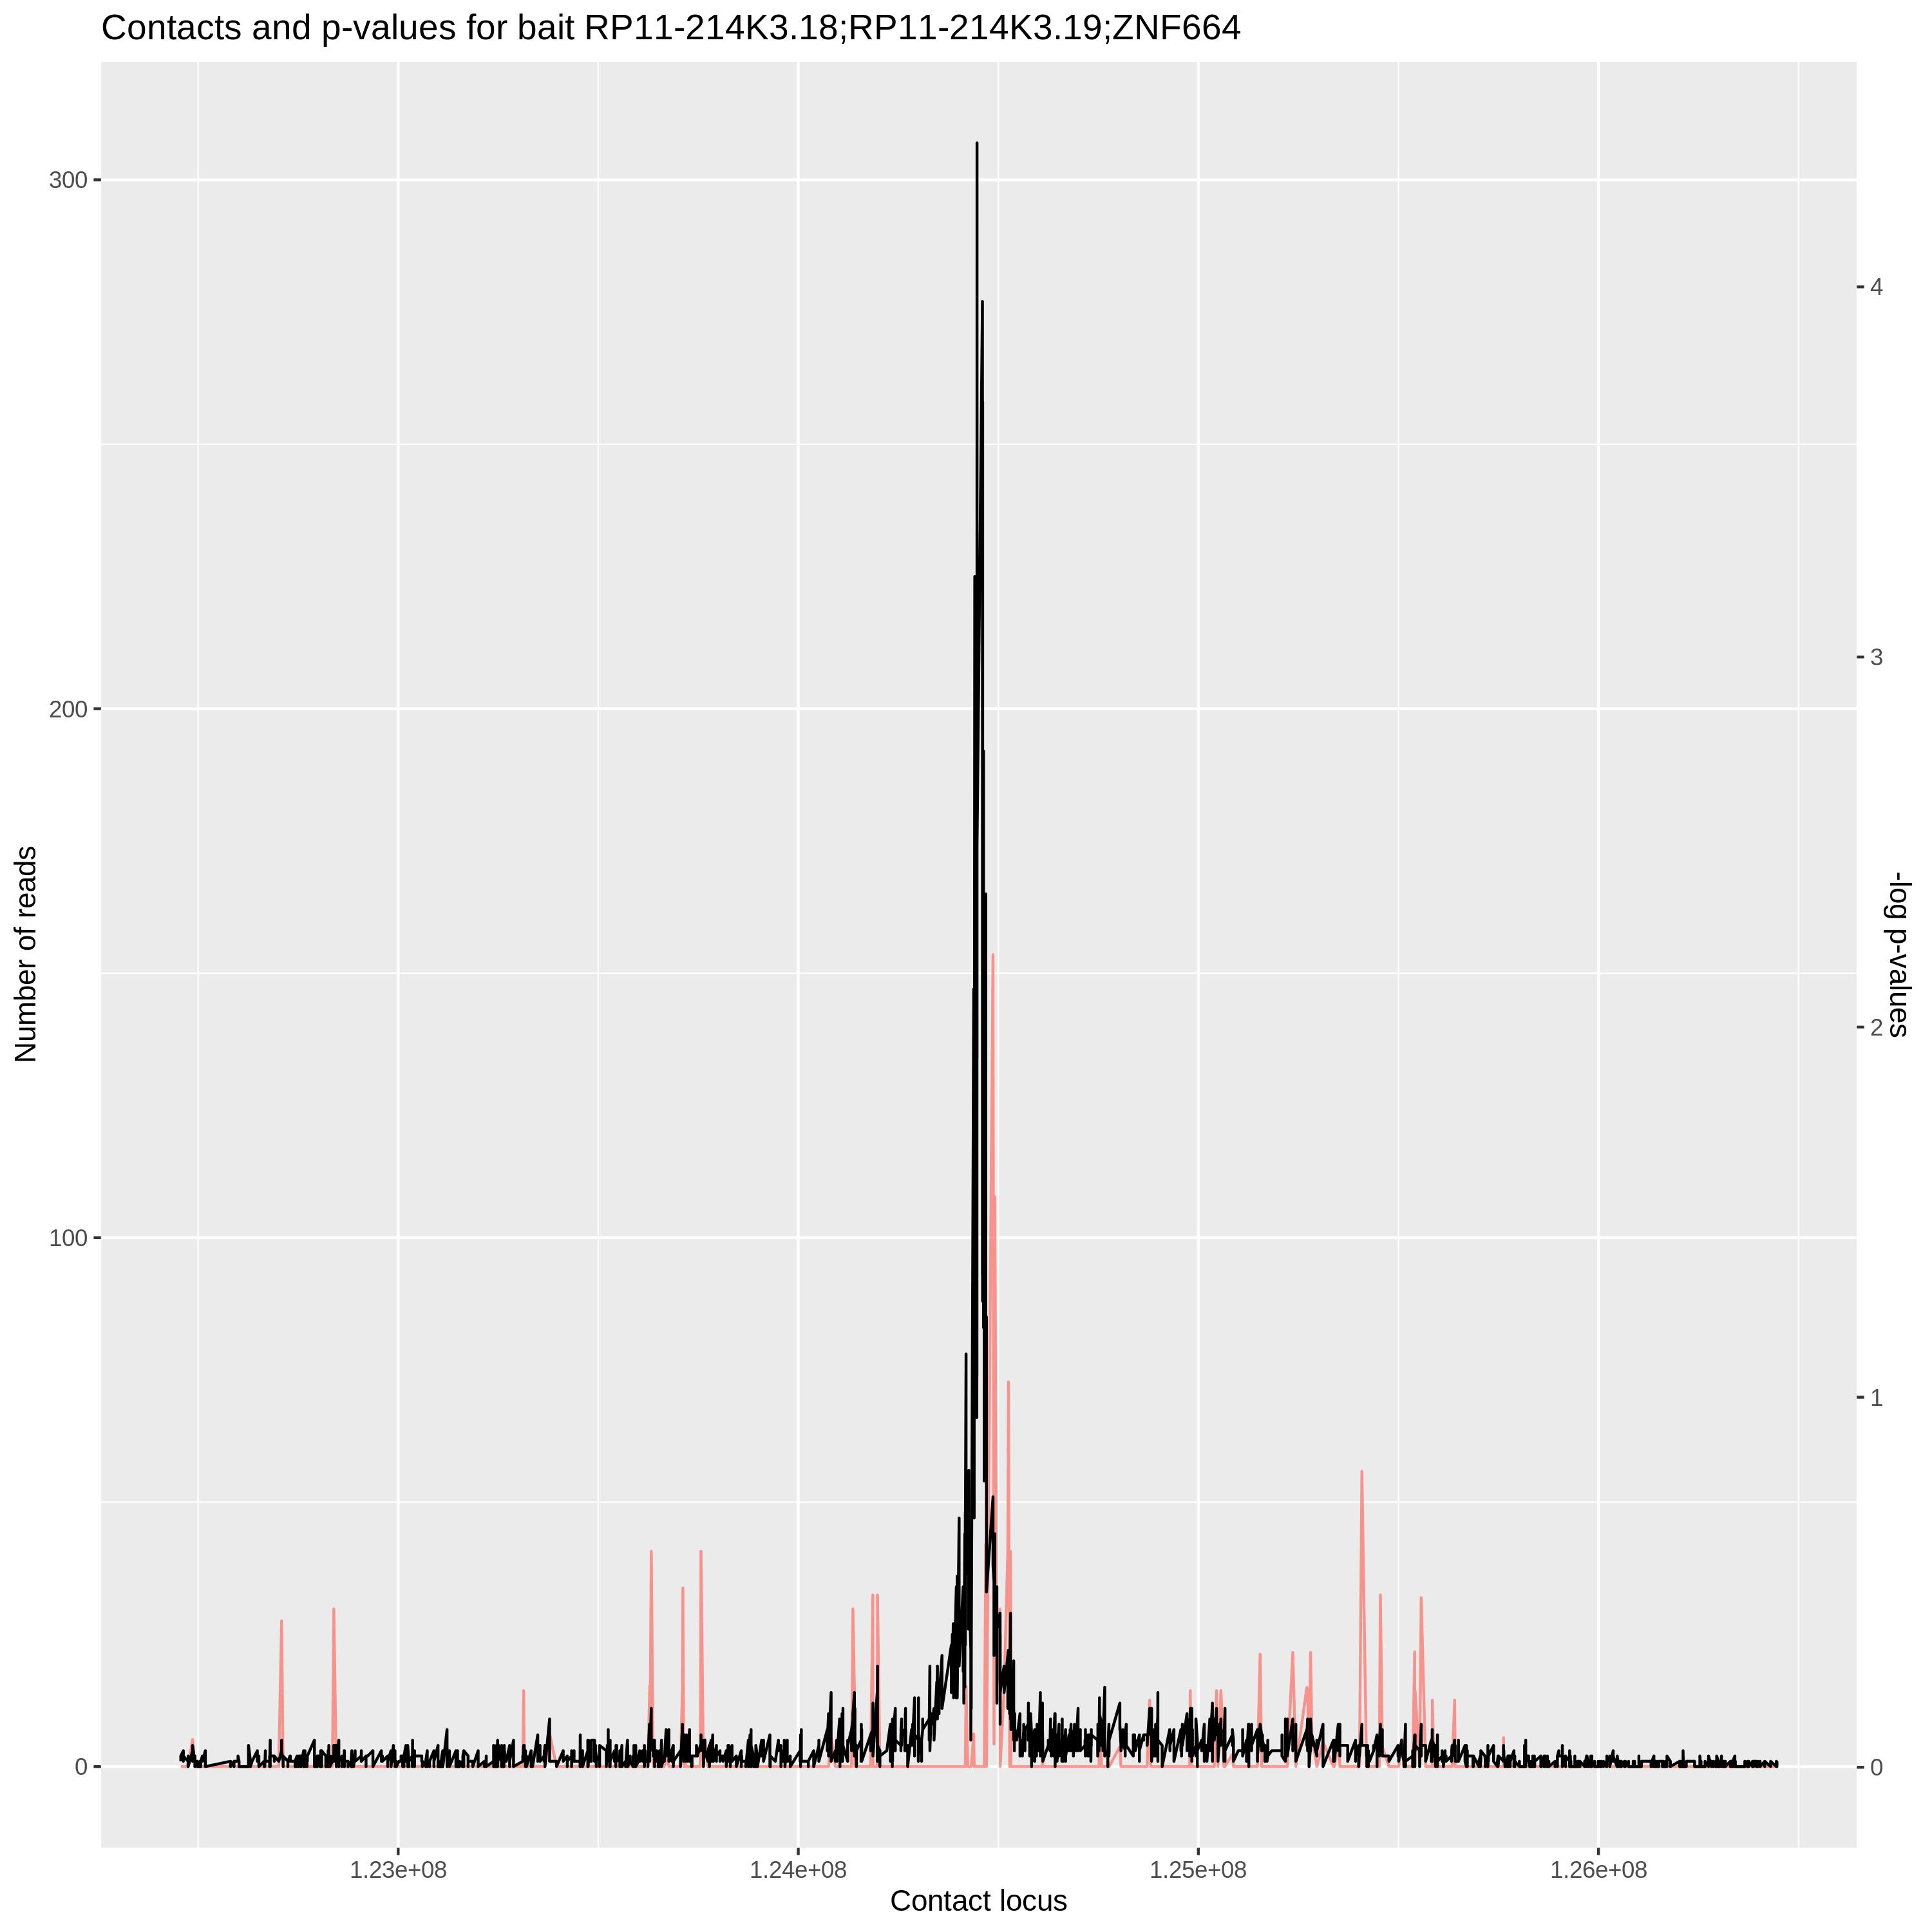 Contacts and p-values for bait RP11-214K3.18;RP11-214K3.19;ZNF664
300
200
100
0
Number of reads
4
3
2
1
0
-log p-values
1.23e+08
1.24e+08
1.25e+08
1.26e+08
Contact locus